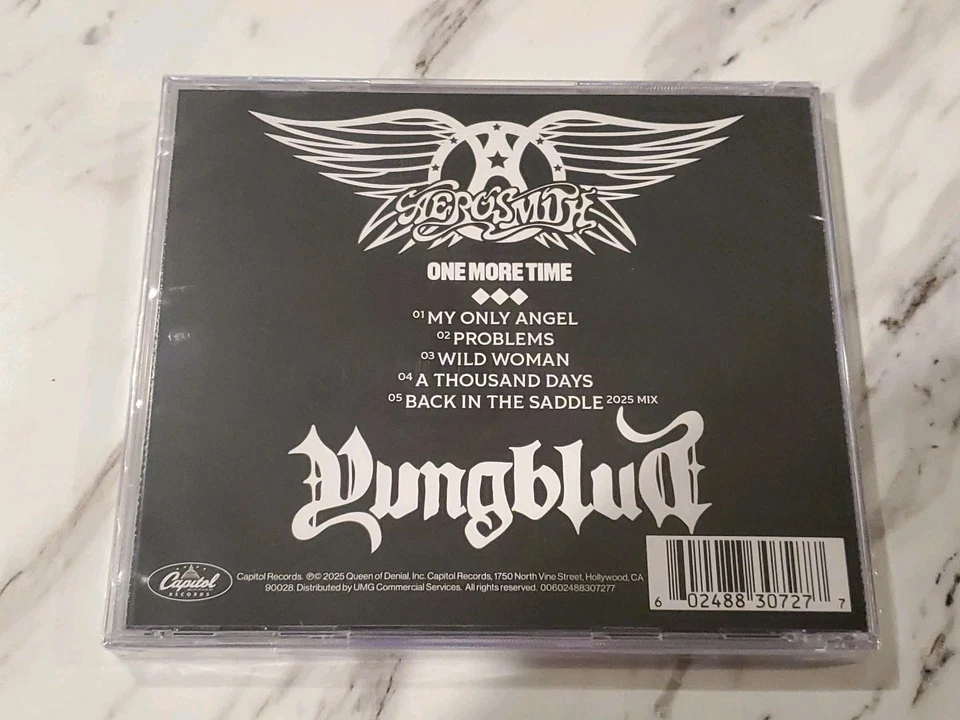 AEROSMITH
ONE MORE TIME
01 MY ONLY ANGEL
02 PROBLEMS
03 WILD WOMAN
04 A THOUSAND DAYS
05 BACK IN THE SADDLE 2025 MIX
Yungblud
Capitol
RECORDS
Capitol Records. ℗© 2025 Queen of Denial, Inc. Capitol Records, 1750 North Vine Street, Hollywood, CA
90028. Distributed by UMG Commercial Services. All rights reserved. 00602488307277
6 02488 30727 7